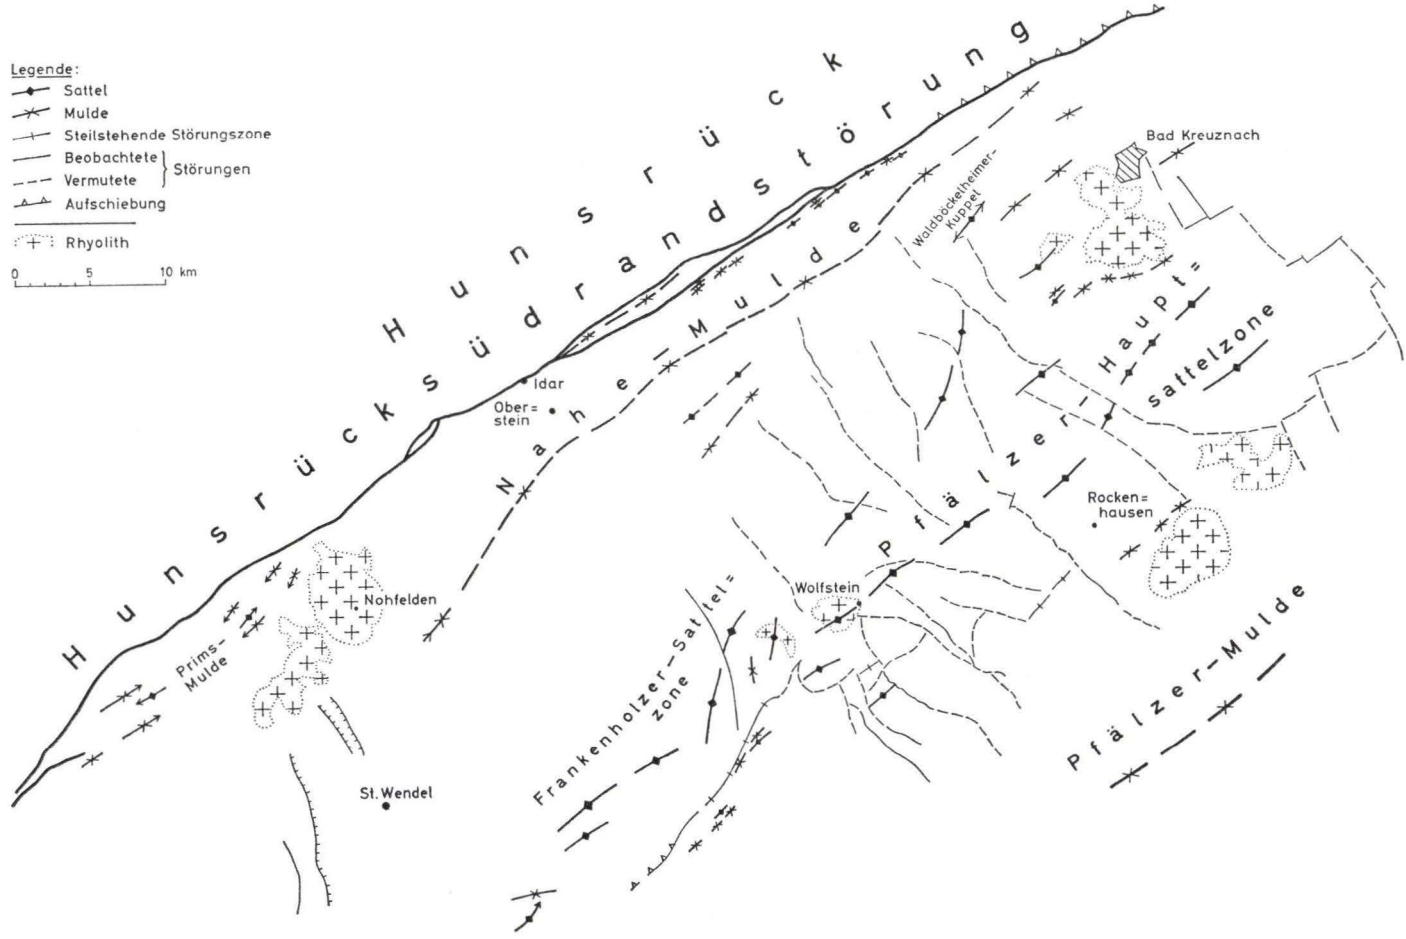 Legende:
Sattel
Mulde
Steilstehende Störungszone
Beobachtete
Vermutete
Störungen
Aufschiebung
Rhyolith
0 5 10 km
Hunsrück
Hunsrücksüdrandstörung
Nahe-Mulde
Waldböckelheimer-
Kuppel
Bad Kreuznach
Pfälzer-Haupt=
sattelzone
Idar
Ober=
stein
Rocken=
hausen
Wolfstein
Nohfelden
Prims-
Mulde
Frankenholzer-Sattel=
zone
Pfälzer-Mulde
St. Wendel